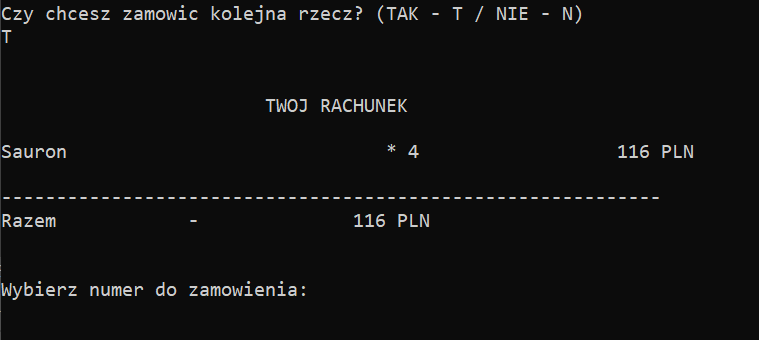 Czy chcesz zamowic kolejna rzecz? (TAK - T / NIE - N)
T
TWOJ RACHUNEK
Sauron * 4 116 PLN
------------------------------------------------------------
Razem - 116 PLN
Wybierz numer do zamowienia: